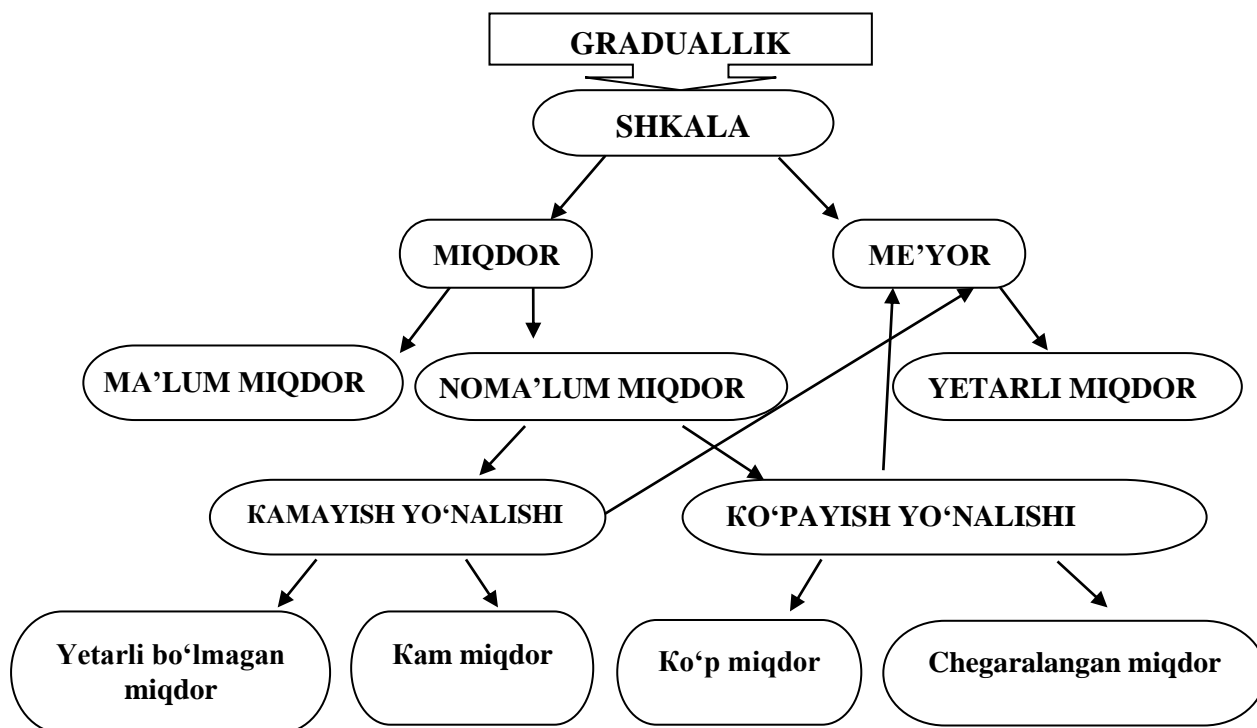 GRADUALLIK
SHKALA
MIQDOR
ME’YOR
MA’LUM MIQDOR
NOMA’LUM MIQDOR
YETARLI MIQDOR
KAMAYISH YO‘NALISHI
KO‘PAYISH YO‘NALISHI
Yetarli bo‘lmagan
miqdor
Kam miqdor
Ko‘p miqdor
Chegaralangan miqdor